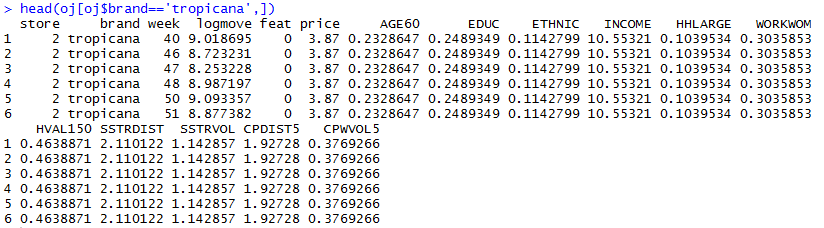 > head(oj[oj$brand=='tropicana',])
  store     brand week  logmove feat price     AGE60      EDUC    ETHNIC   INCOME   HHLARGE   WORKWOM
1     2 tropicana   40 9.018695    0  3.87 0.2328647 0.2489349 0.1142799 10.55321 0.1039534 0.3035853
2     2 tropicana   46 8.723231    0  3.87 0.2328647 0.2489349 0.1142799 10.55321 0.1039534 0.3035853
3     2 tropicana   47 8.253228    0  3.87 0.2328647 0.2489349 0.1142799 10.55321 0.1039534 0.3035853
4     2 tropicana   48 8.987197    0  3.87 0.2328647 0.2489349 0.1142799 10.55321 0.1039534 0.3035853
5     2 tropicana   50 9.093357    0  3.87 0.2328647 0.2489349 0.1142799 10.55321 0.1039534 0.3035853
6     2 tropicana   51 8.877382    0  3.87 0.2328647 0.2489349 0.1142799 10.55321 0.1039534 0.3035853
    HVAL150 SSTRDIST  SSTRVOL CPDIST5    CPWVOL5
1 0.4638871 2.110122 1.142857 1.92728 0.3769266
2 0.4638871 2.110122 1.142857 1.92728 0.3769266
3 0.4638871 2.110122 1.142857 1.92728 0.3769266
4 0.4638871 2.110122 1.142857 1.92728 0.3769266
5 0.4638871 2.110122 1.142857 1.92728 0.3769266
6 0.4638871 2.110122 1.142857 1.92728 0.3769266